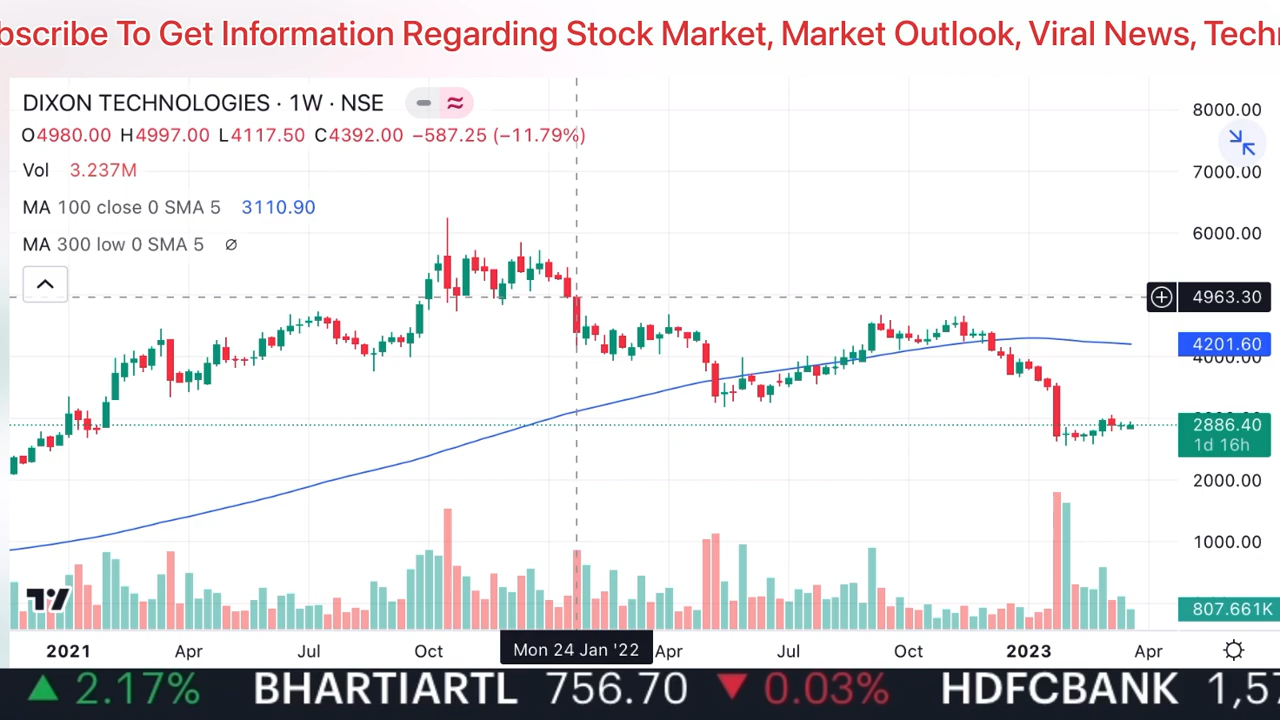 bscribe To Get Information Regarding Stock Market, Market Outlook, Viral News, Tech
DIXON TECHNOLOGIES · 1W · NSE
O4980.00 H4997.00 L4117.50 C4392.00 −587.25 (−11.79%)
Vol 3.237M
MA 100 close 0 SMA 5 3110.90
MA 300 low 0 SMA 5 ∅
8000.00
7000.00
6000.00
4963.30
4201.60
4000.00
2886.40
1d 16h
2000.00
1000.00
807.661K
2021 Apr Jul Oct Mon 24 Jan '22 Apr Jul Oct 2023 Apr
2.17% BHARTIARTL 756.70 0.03% HDFCBANK 1,57